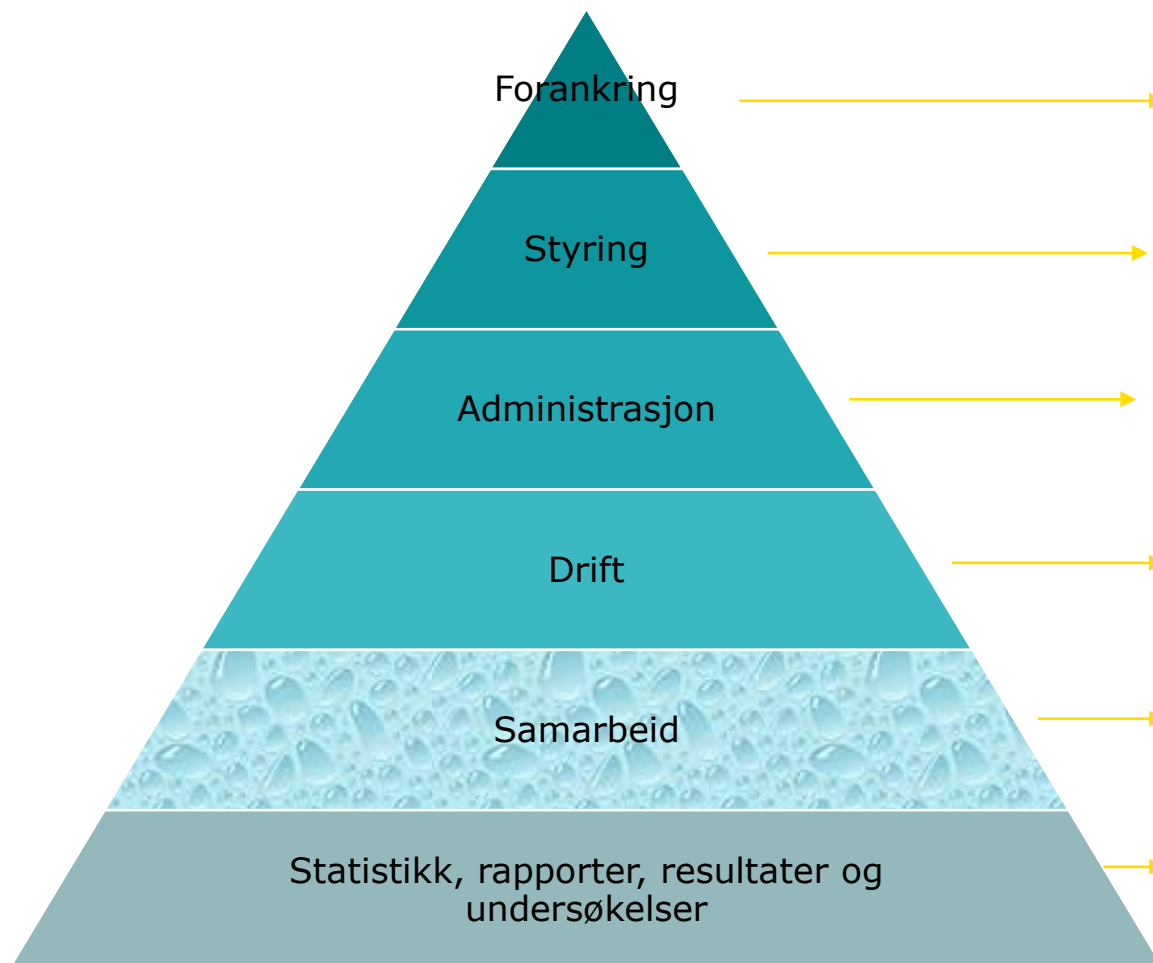 Forankring
Styring
Administrasjon
Drift
Samarbeid
Statistikk, rapporter, resultater og
undersøkelser